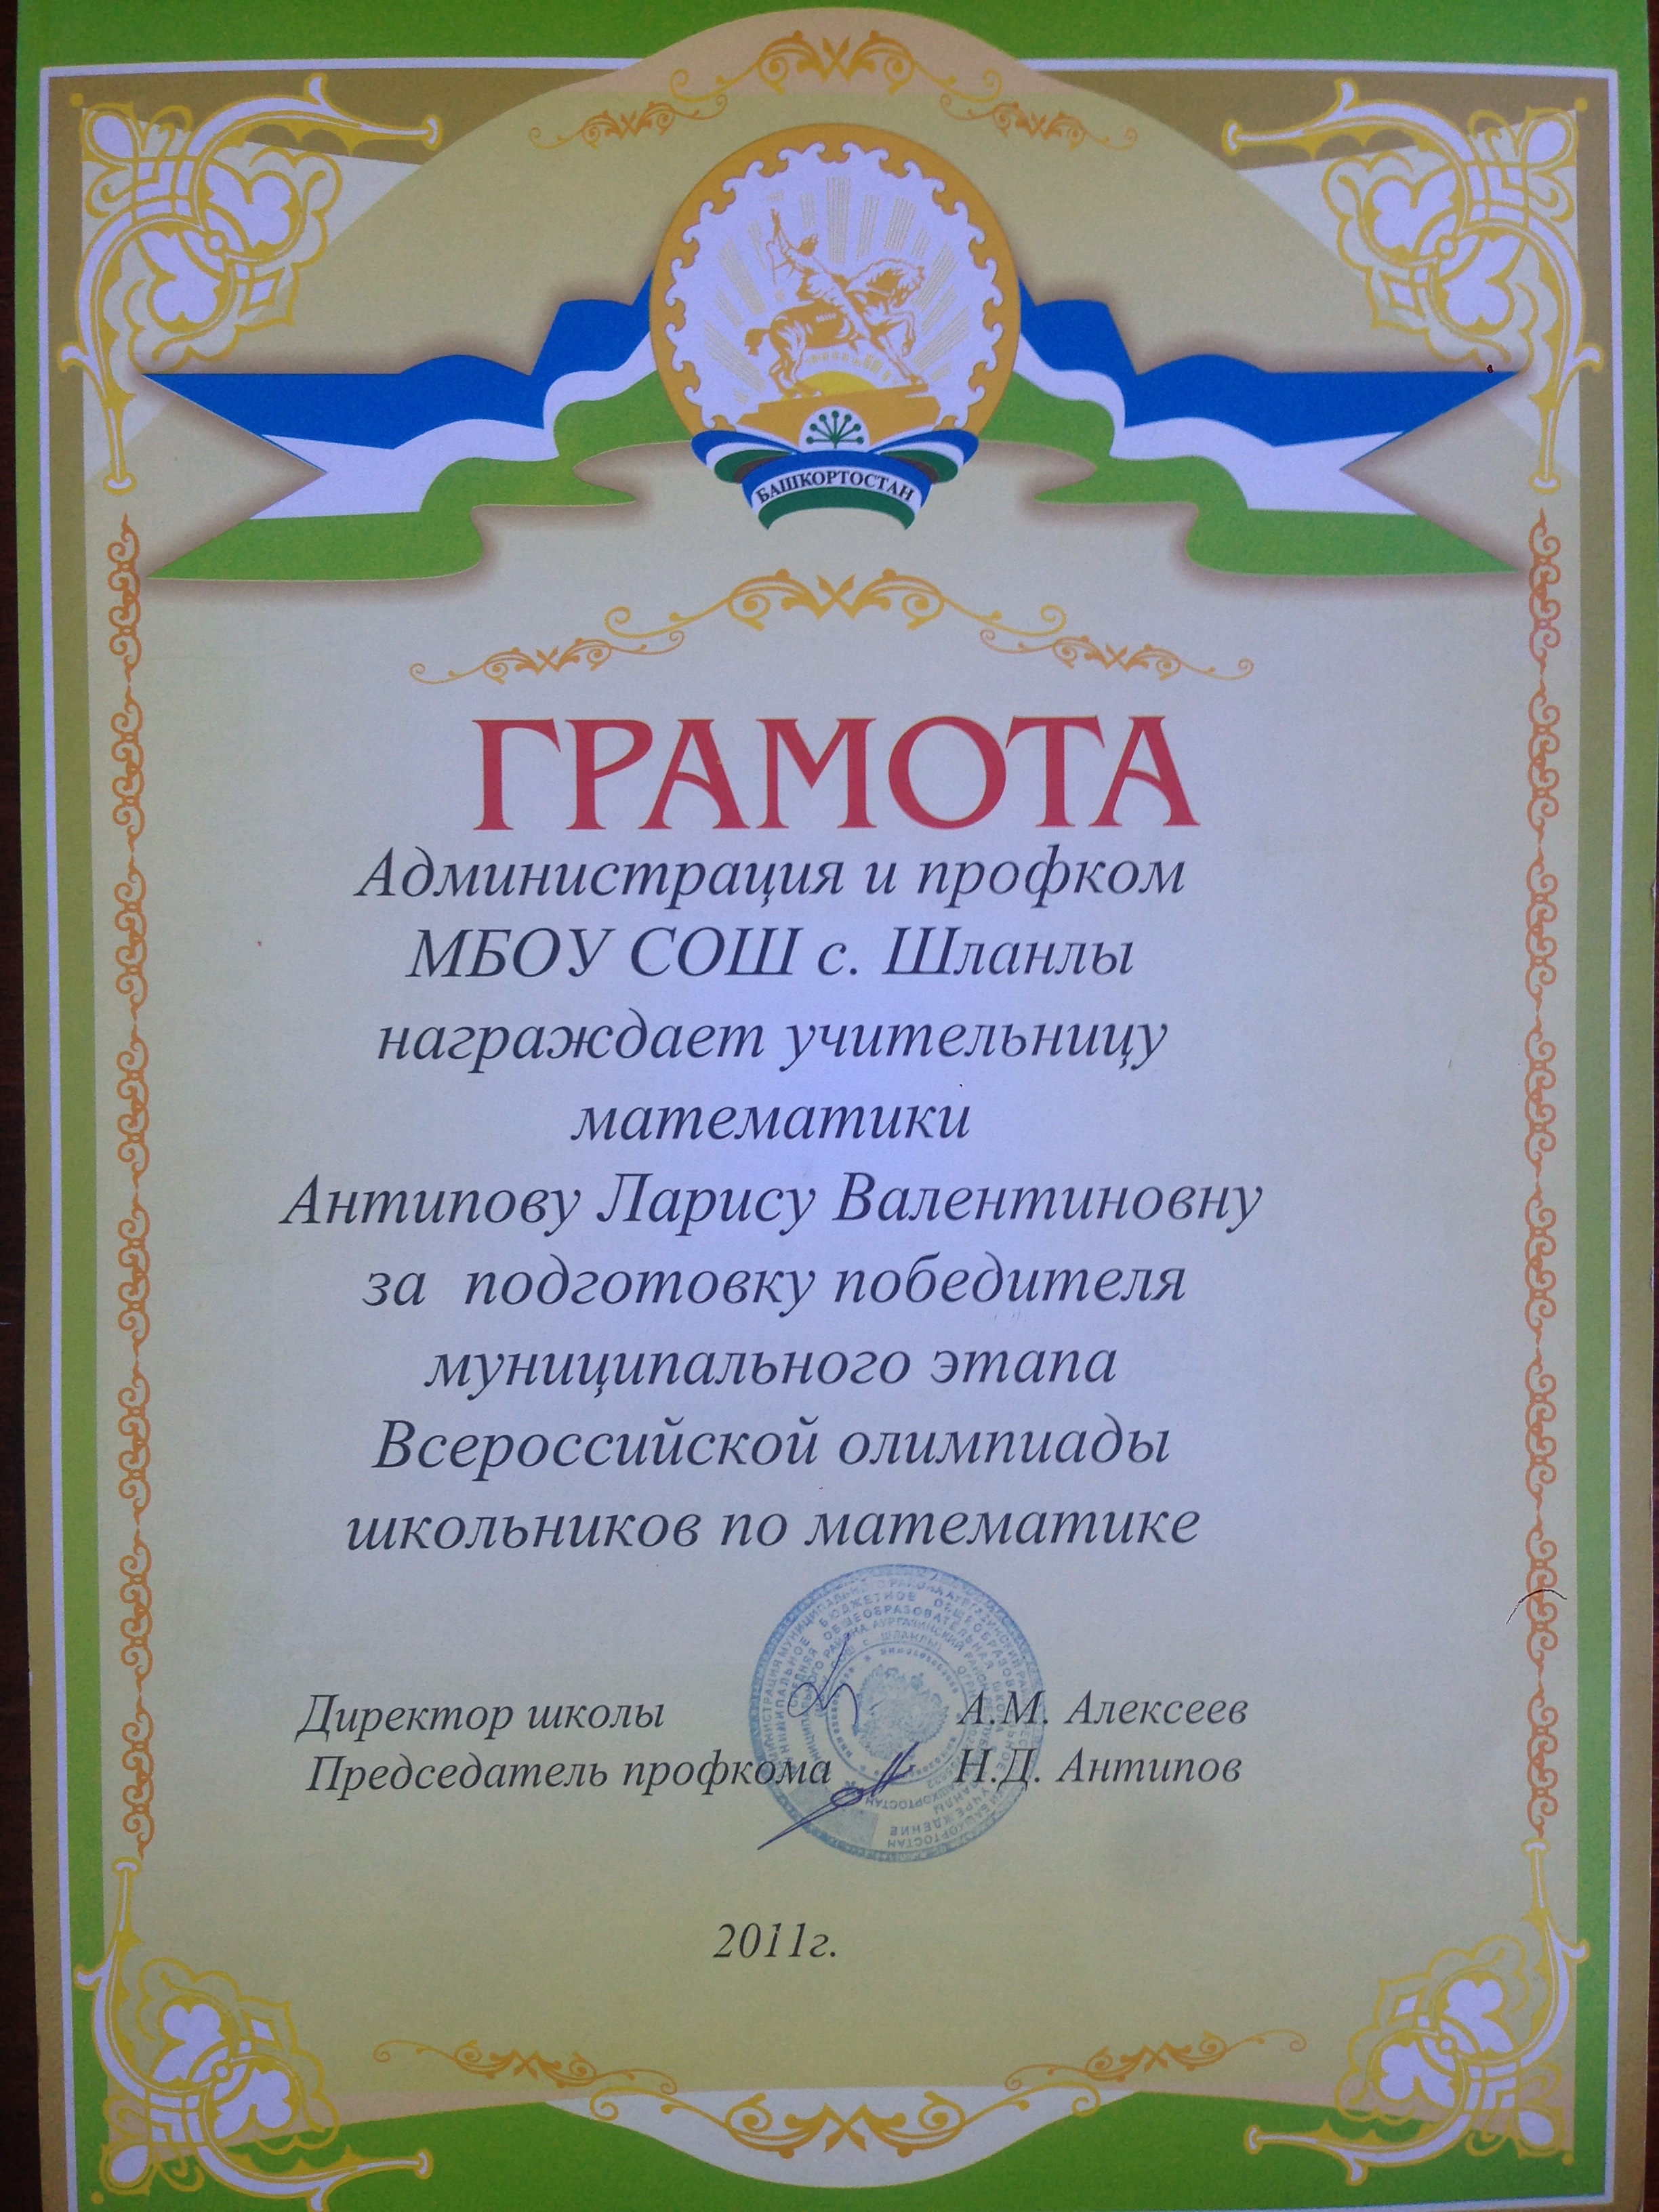 БАШКОРТОСТАН
ГРАМОТА
Администрация и профком
МБОУ СОШ с. Шланлы
награждает учительницу
математики
Антипову Ларису Валентиновну
за подготовку победителя
муниципального этапа
Всероссийской олимпиады
школьников по математике
Директор школы А.М. Алексеев
Председатель профкома Н.Д. Антипов
2011г.